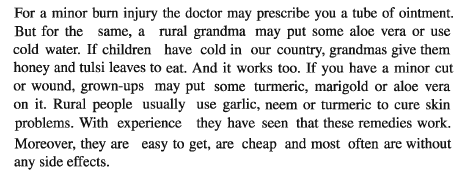 For a minor burn injury the doctor may prescribe you a tube of ointment.
But for the same, a rural grandma may put some aloe vera or use
cold water. If children have cold in our country, grandmas give them
honey and tulsi leaves to eat. And it works too. If you have a minor cut
or wound, grown-ups may put some turmeric, marigold or aloe vera
on it. Rural people usually use garlic, neem or turmeric to cure skin
problems. With experience they have seen that these remedies work.
Moreover, they are easy to get, are cheap and most often are without
any side effects.